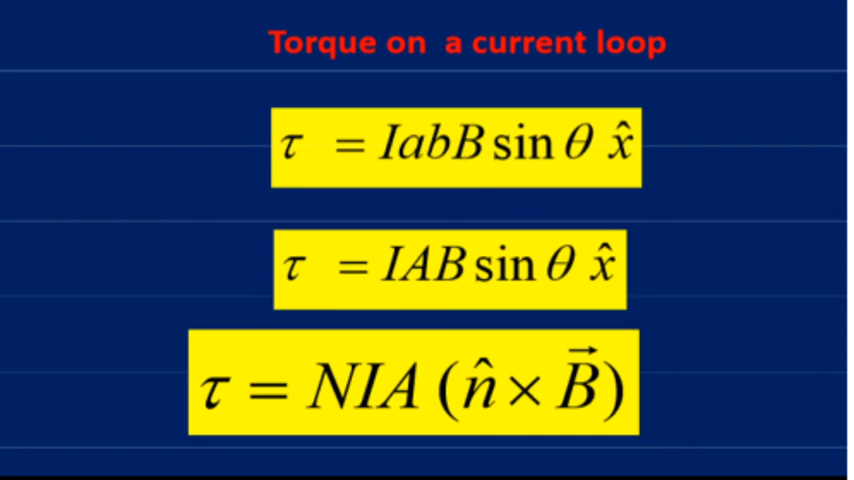 Torque on a current loop
τ = IabB sin θ x̂
τ = IAB sin θ x̂
τ = NIA (n̂ × B⃗)